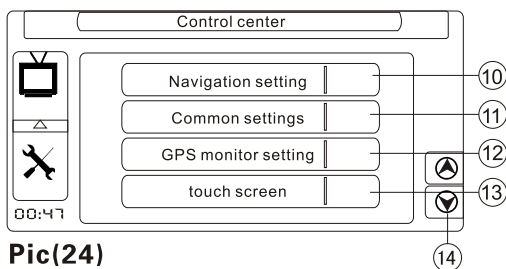 Control center
Navigation setting 10
Common settings 11
GPS monitor setting 12
touch screen 13
00:47
14
Pic(24)